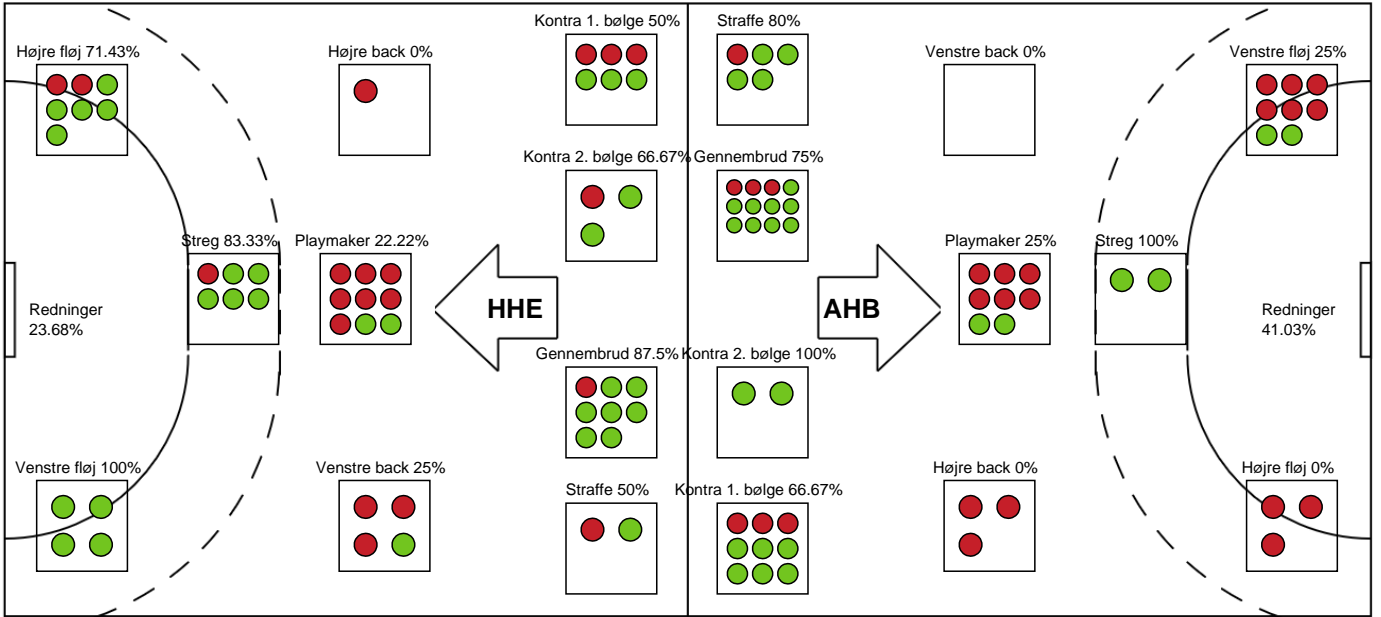 Kontra 1. bølge 50%
Straffe 80%
Højre fløj 71.43%
Højre back 0%
Venstre back 0%
Venstre fløj 25%
Kontra 2. bølge 66.67%
Gennembrud 75%
Streg 83.33%
Playmaker 22.22%
Playmaker 25%
Streg 100%
Redninger
23.68%
HHE
AHB
Redninger
41.03%
Gennembrud 87.5%
Kontra 2. bølge 100%
Venstre fløj 100%
Venstre back 25%
Højre back 0%
Højre fløj 0%
Straffe 50%
Kontra 1. bølge 66.67%